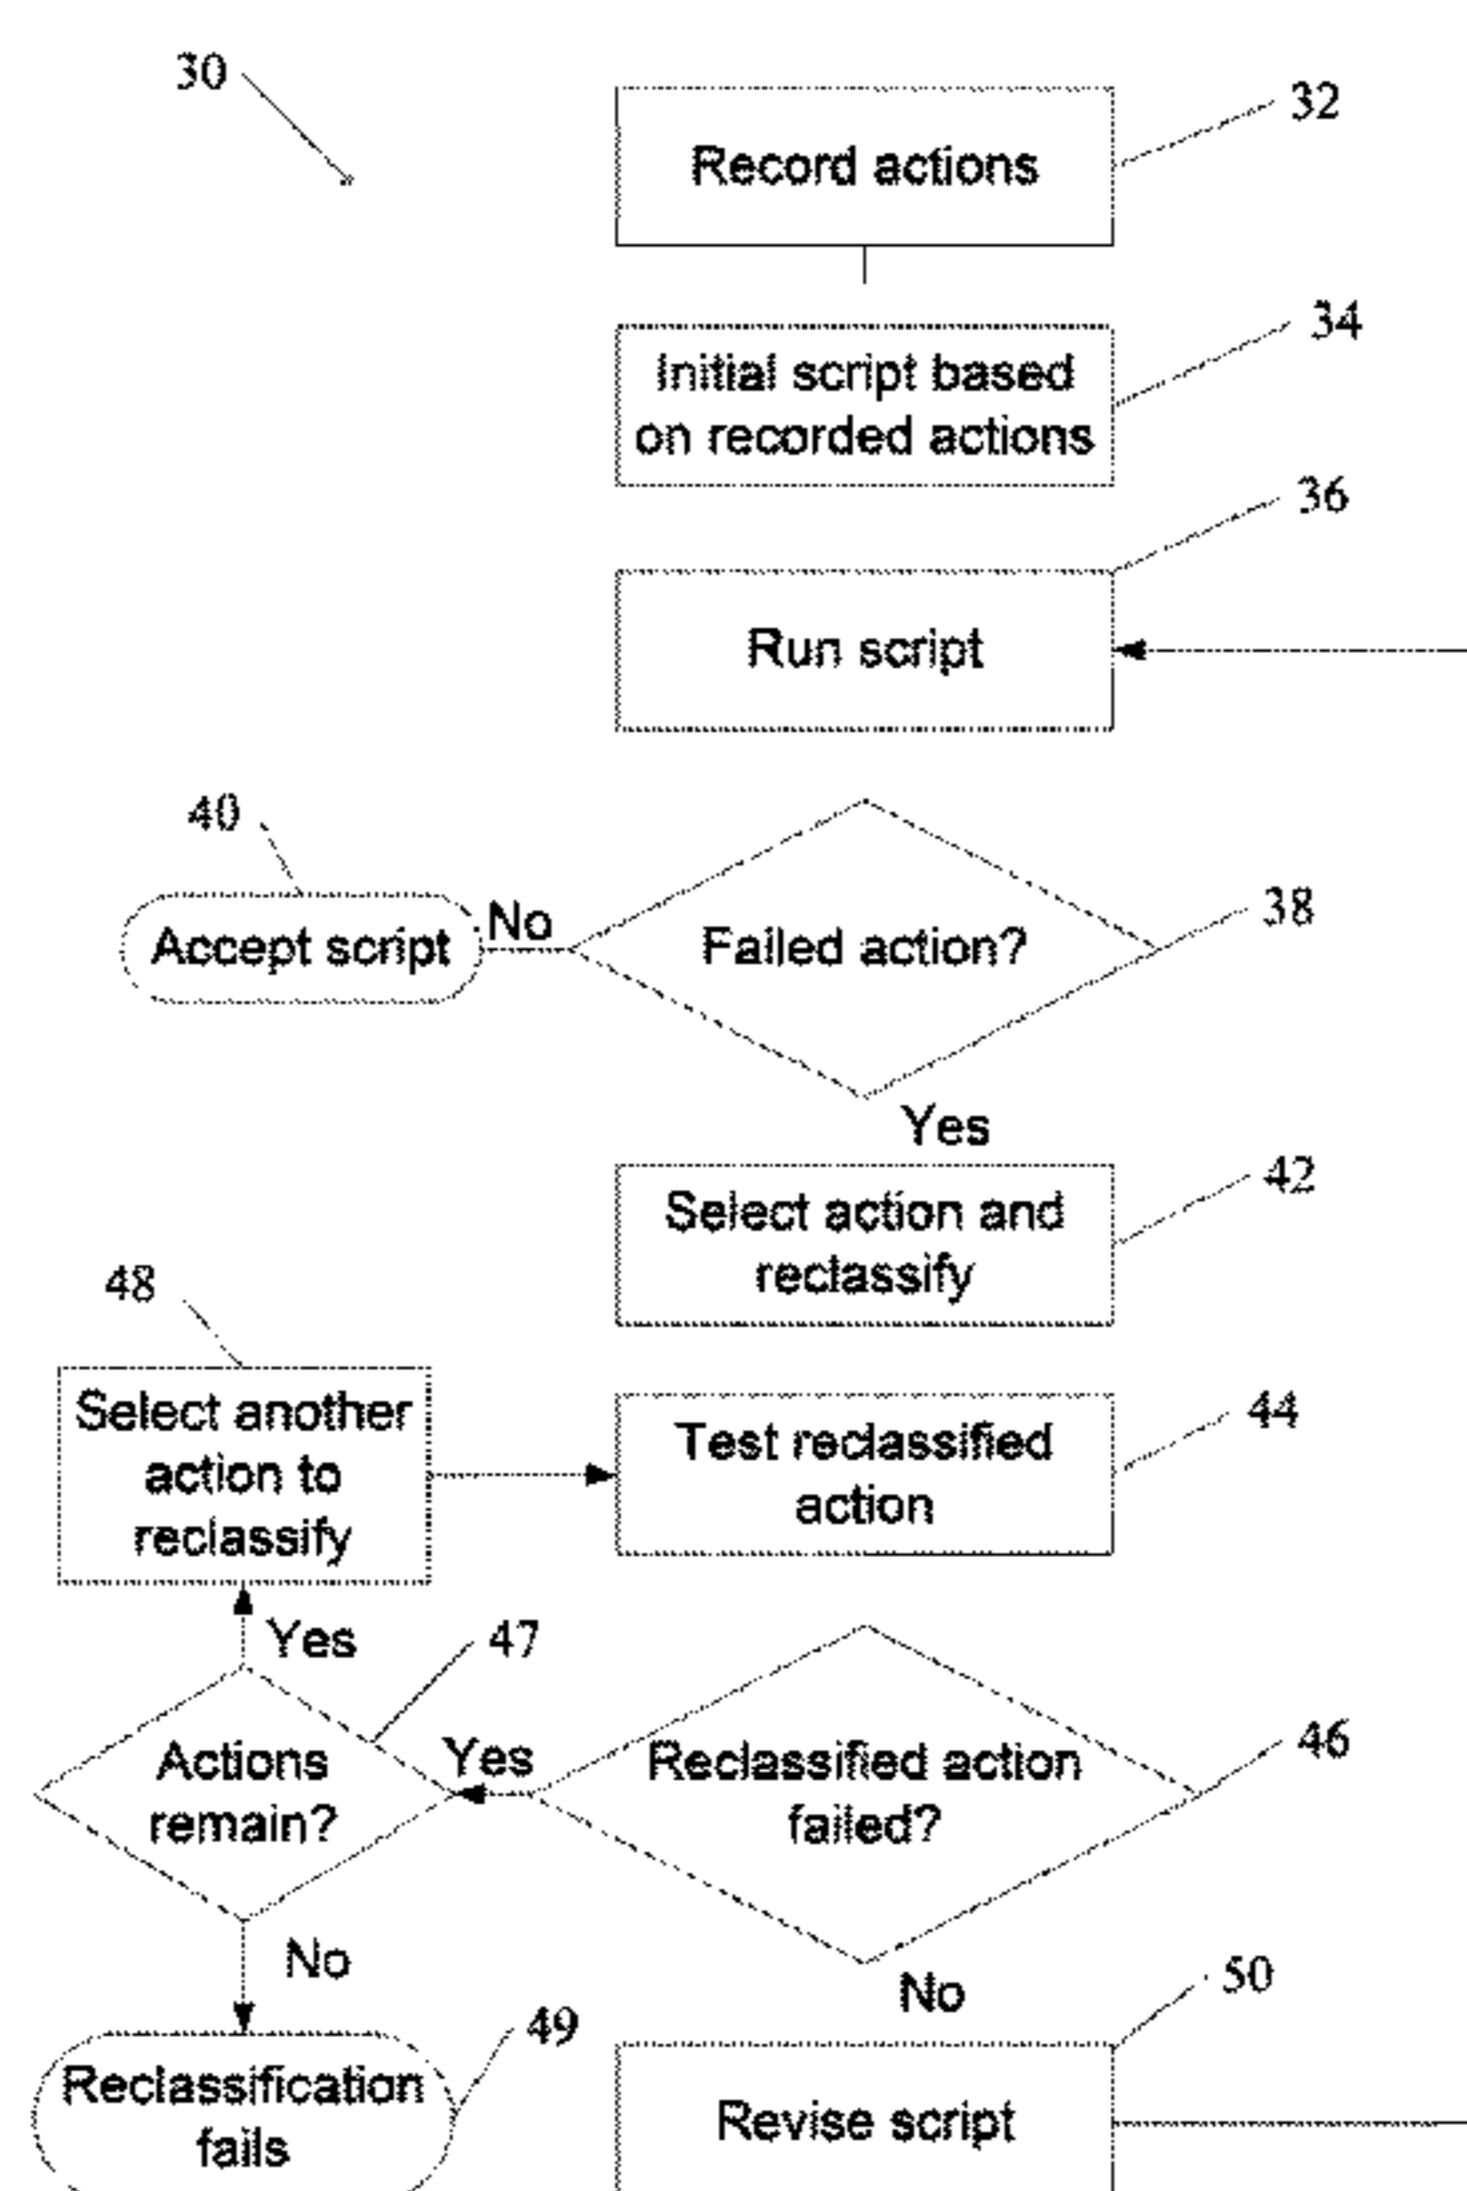 30
32
Record actions
34
Initial script based
on recorded actions
36
Run script
40
38
Accept script
No
Failed action?
Yes
42
Select action and
reclassify
48
44
Select another
action to
reclassify
Test reclassified
action
Yes
47
46
Actions
remain?
Yes
Reclassified action
failed?
No
No
50
49
Reclassification
fails
Revise script